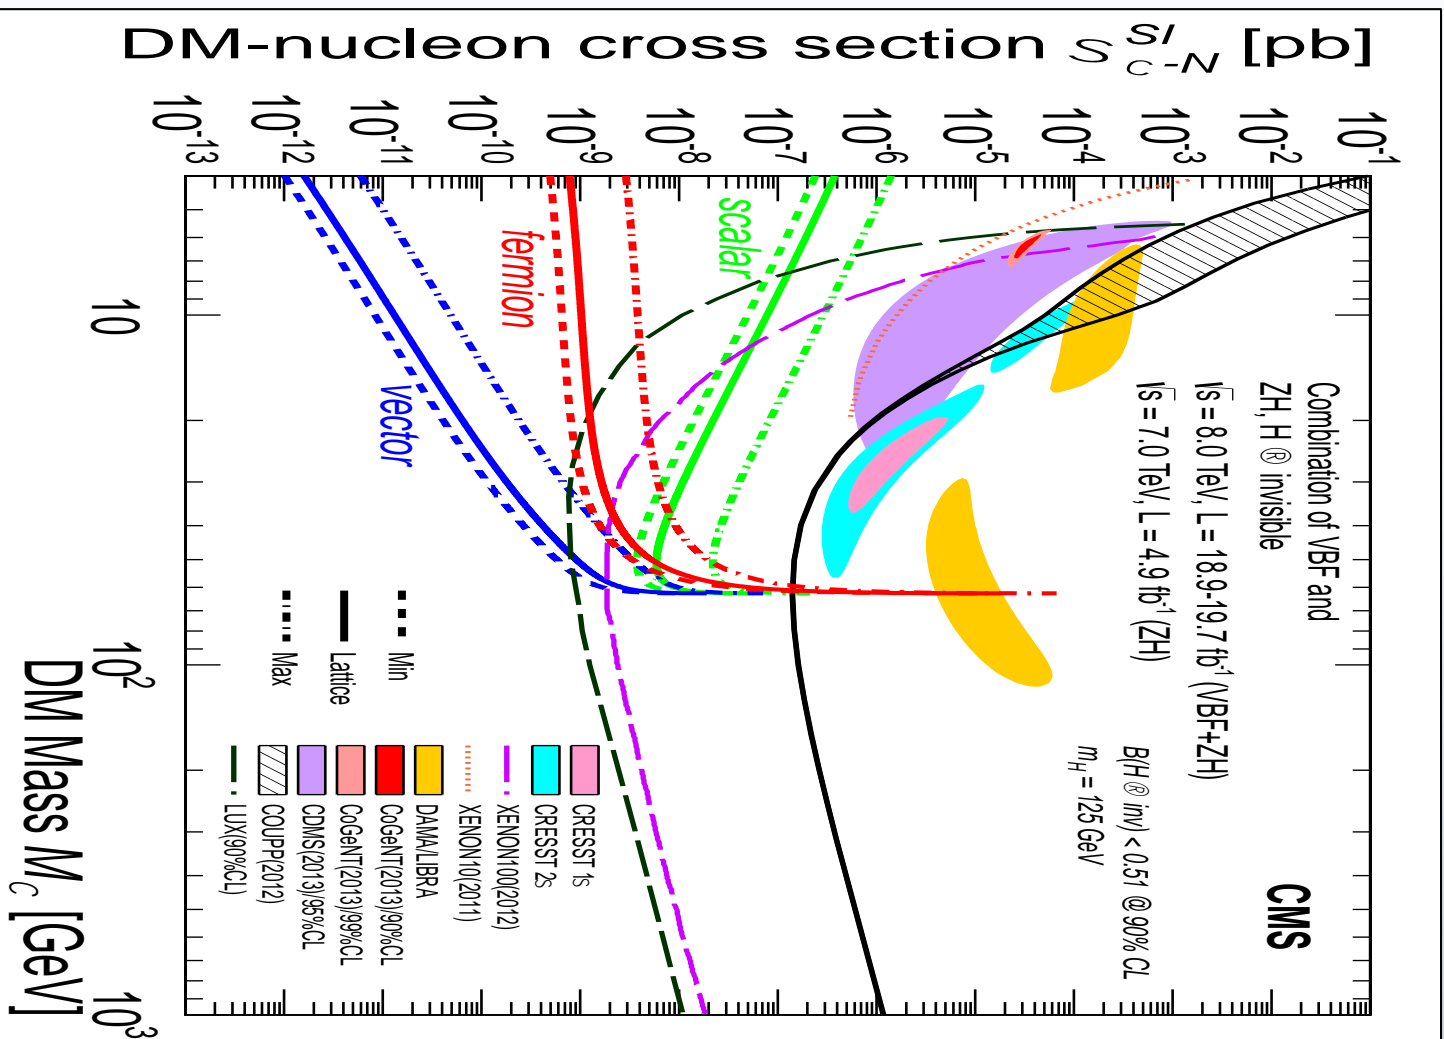 DM-nucleon cross section S^SI_C-N [pb]
10^-1
10^-2
10^-3
10^-4
10^-5
10^-6
10^-7
10^-8
10^-9
10^-10
10^-11
10^-12
10^-13
Combination of VBF and
ZH, H ® invisible
√s = 8.0 TeV, L = 18.9-19.7 fb^-1 (VBF+ZH)
√s = 7.0 TeV, L = 4.9 fb^-1 (ZH)
CMS
B(H ® inv) < 0.51 @ 90% CL
m_H = 125 GeV
scalar
fermion
vector
Min
Lattice
Max
CRESST 1s
CRESST 2s
XENON100(2012)
XENON10(2011)
DAMA/LIBRA
CoGeNT(2013)/90%CL
CoGeNT(2013)/99%CL
CDMS(2013)/95%CL
COUPP(2012)
LUX(90%CL)
10
10^2
10^3
DM Mass M_C [GeV]